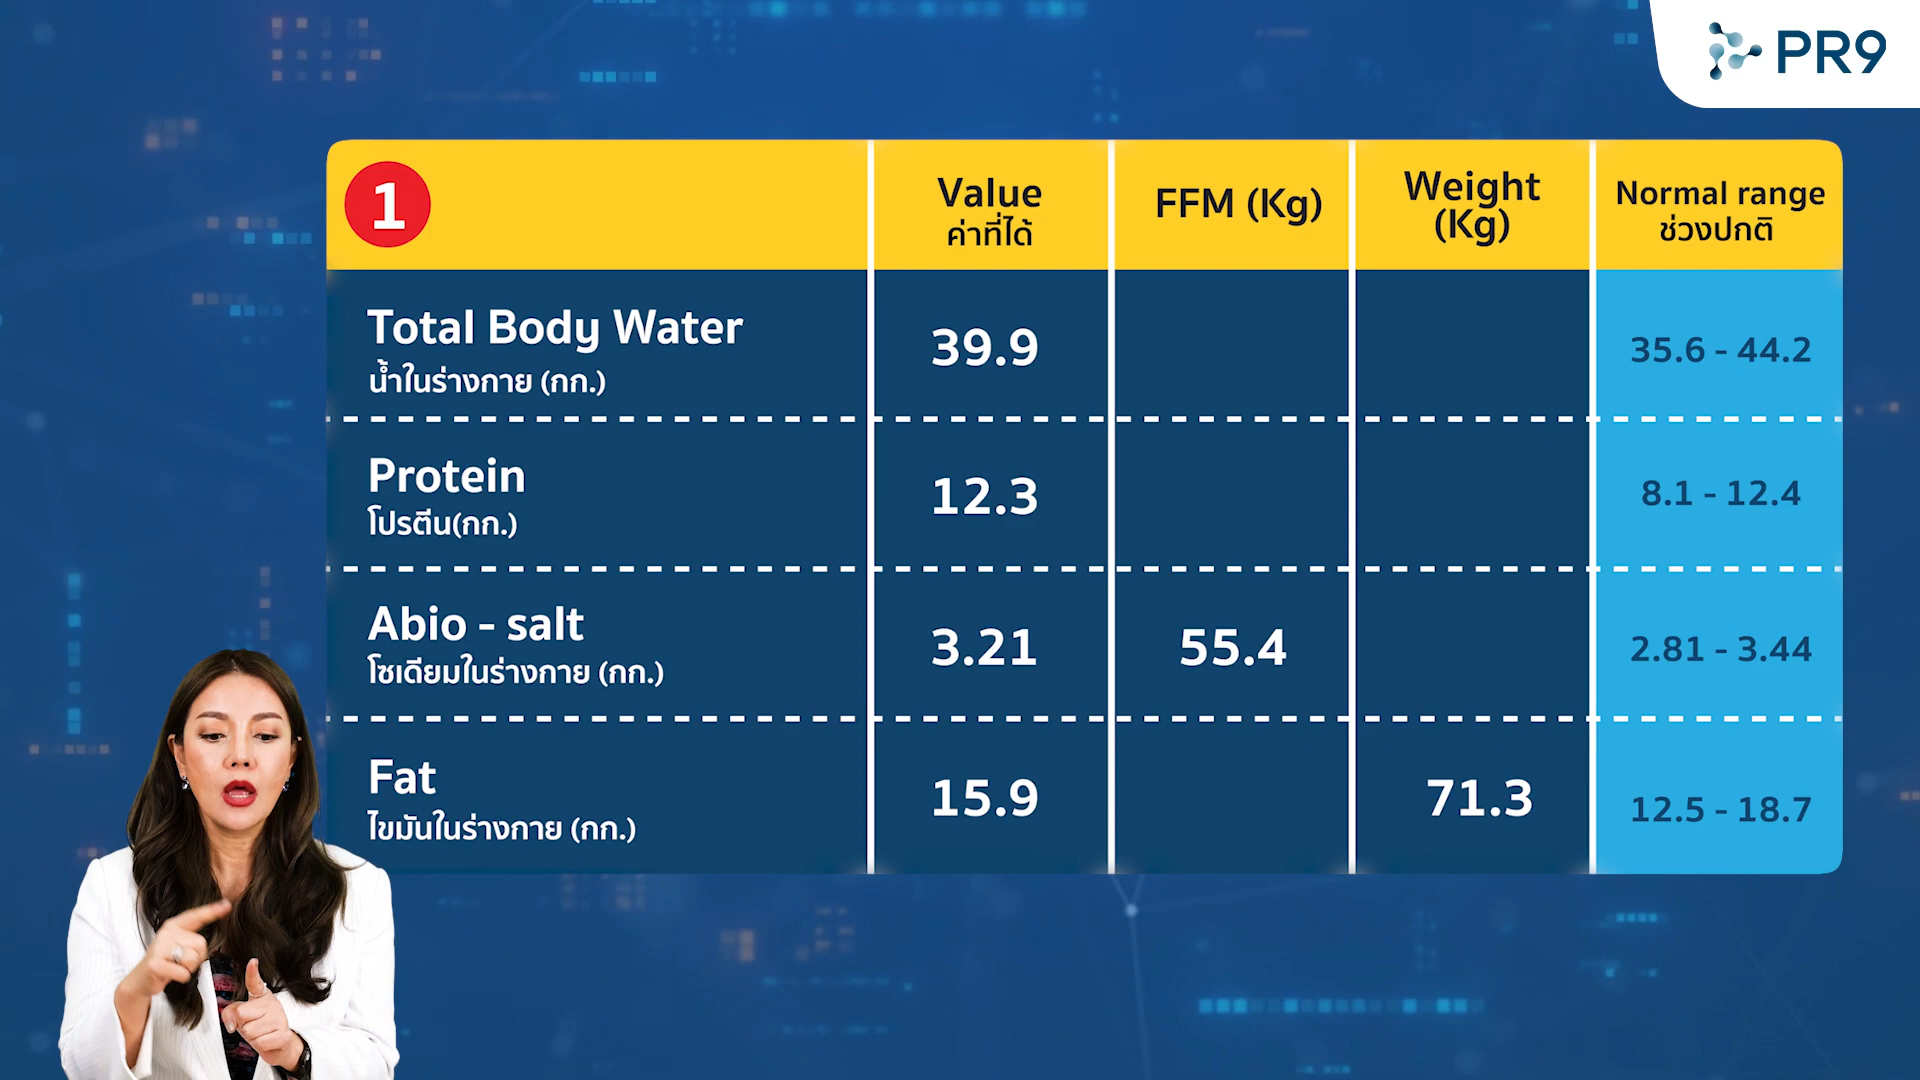 PR9
1
Value
ค่าที่ได้
FFM (Kg)
Weight
(Kg)
Normal range
ช่วงปกติ
Total Body Water
น้ำในร่างกาย (กก.)
39.9
35.6 - 44.2
Protein
โปรตีน(กก.)
12.3
8.1 - 12.4
Abio - salt
โซเดียมในร่างกาย (กก.)
3.21
55.4
2.81 - 3.44
Fat
ไขมันในร่างกาย (กก.)
15.9
71.3
12.5 - 18.7